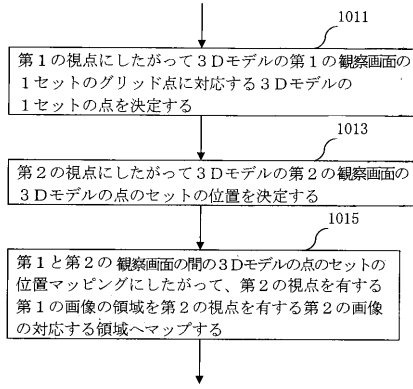 1011
第1の視点にしたがって3Dモデルの第1の観察画面の
1セットのグリッド点に対応する3Dモデルの
1セットの点を決定する
1013
第2の視点にしたがって3Dモデルの第2の観察画面の
3Dモデルの点のセットの位置を決定する
1015
第1と第2の観察画面の間の3Dモデルの点のセットの
位置マッピングにしたがって、第2の視点を有する
第1の画像の領域を第2の視点を有する第2の画像
の対応する領域へマップする